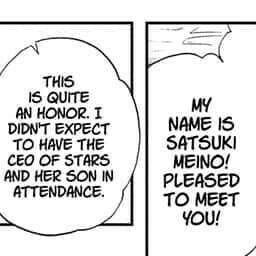 MY
NAME IS
SATSUKI
MEINO!
PLEASED
TO MEET
YOU!
THIS
IS QUITE
AN HONOR. I
DIDN'T EXPECT
TO HAVE THE
CEO OF STARS
AND HER SON IN
ATTENDANCE.